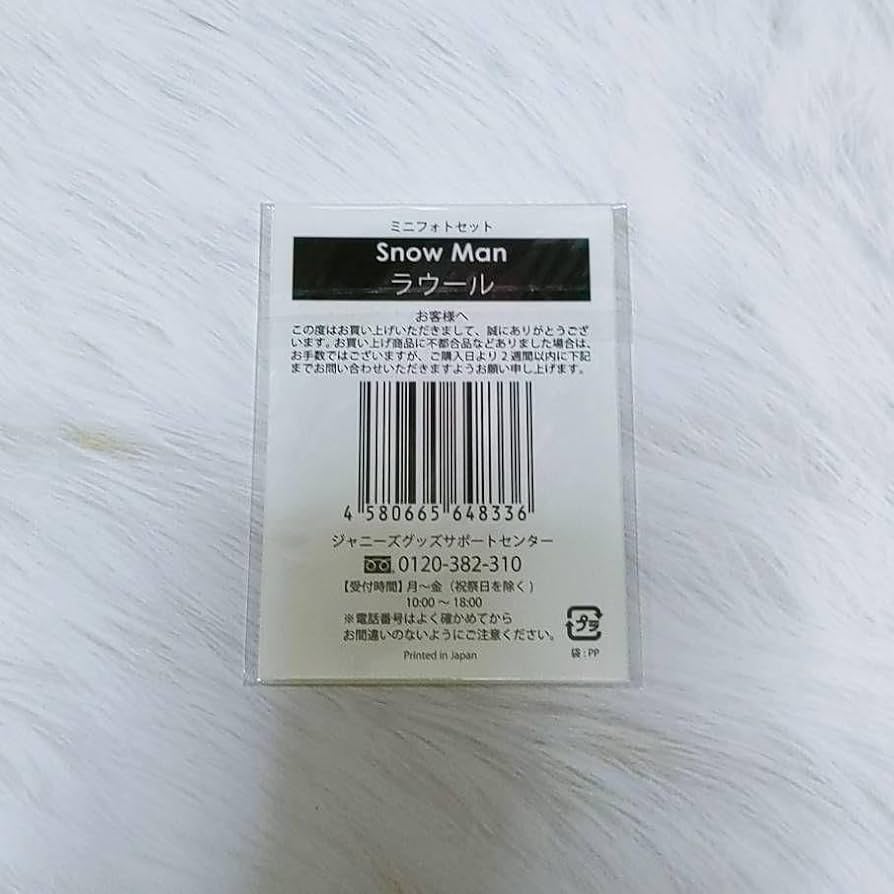 ミニフォトセット
Snow Man
ラウール
お客様へ
この度はお買い上げいただきまして、誠にありがとうござ
います。お買い上げ商品に不都合品などありました場合は、
お手数ではございますが、ご購入日より2週間以内に下記
までお問い合わせいただきますようお願い申し上げます。
4 580665 648336
ジャニーズグッズサポートセンター
0120-382-310
【受付時間】月〜金（祝祭日を除く）
10:00 〜 18:00
※電話番号はよく確かめてから
お間違いのないようにご注意ください。
Printed in Japan
プラ
袋：PP